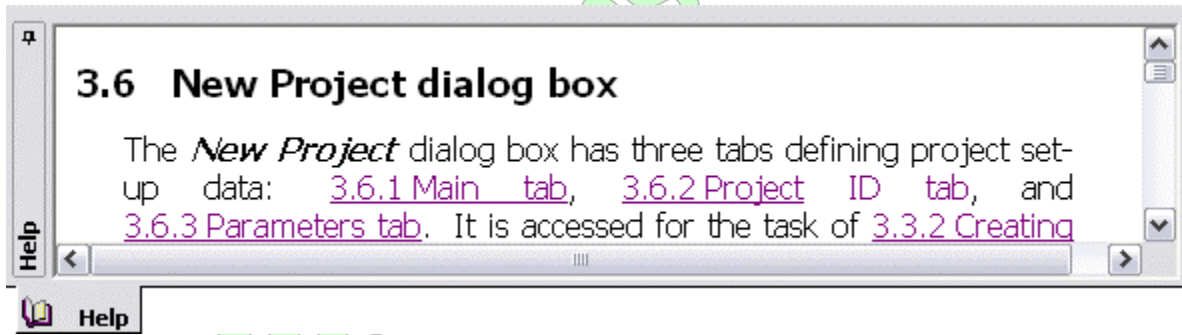 3.6 New Project dialog box
The New Project dialog box has three tabs defining project set-
up data: 3.6.1 Main tab, 3.6.2 Project ID tab, and
3.6.3 Parameters tab. It is accessed for the task of 3.3.2 Creating
Help
Help